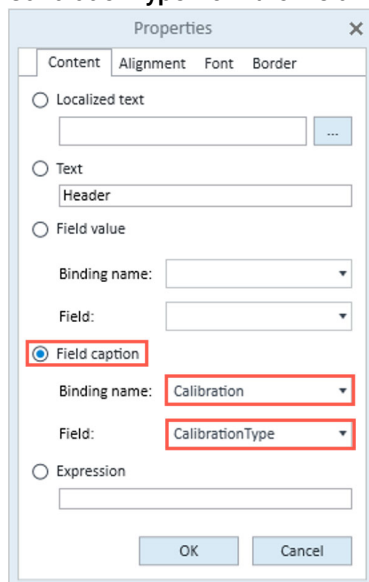 Properties
Content Alignment Font Border
Localized text
...
Text
Header
Field value
Binding name:
Field:
Field caption
Binding name: Calibration
Field: CalibrationType
Expression
OK Cancel